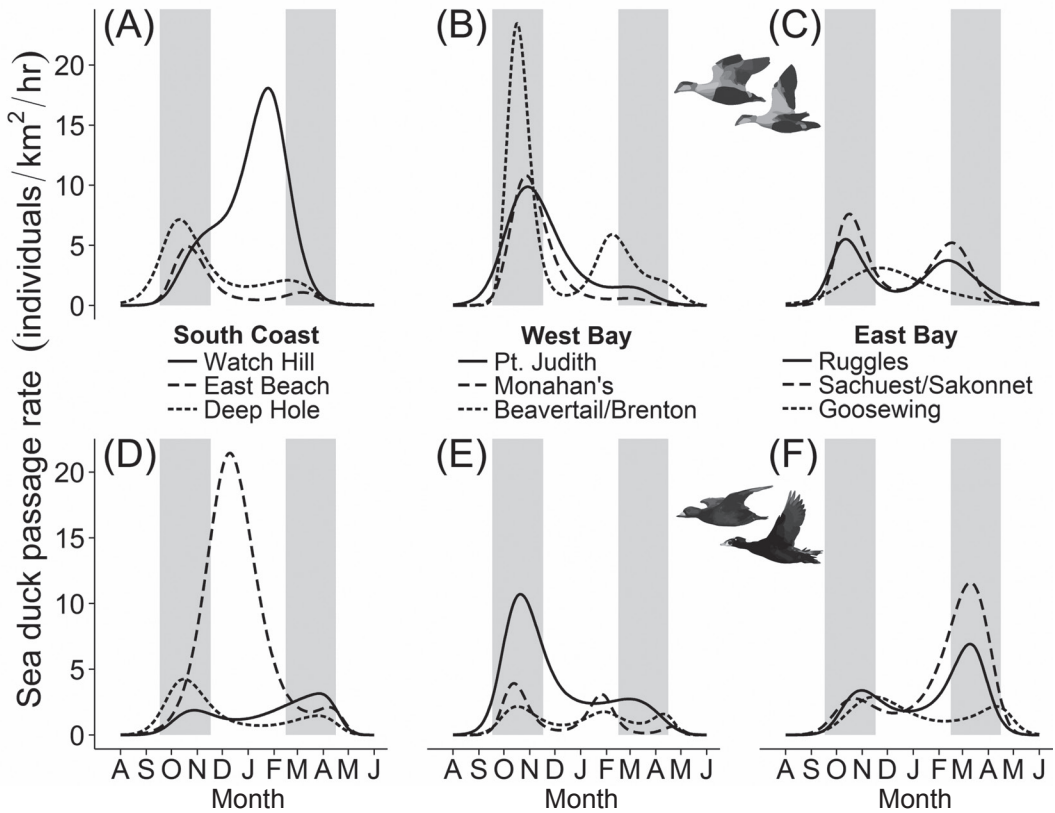 Sea duck passage rate (individuals/km²/hr)
(A)
(B)
(C)
20
15
10
5
0
South Coast
Watch Hill
East Beach
Deep Hole
West Bay
Pt. Judith
Monahan's
Beavertail/Brenton
East Bay
Ruggles
Sachuest/Sakonnet
Goosewing
(D)
(E)
(F)
20
15
10
5
0
A S O N D J F M A M J
A S O N D J F M A M J
A S O N D J F M A M J
Month
Month
Month